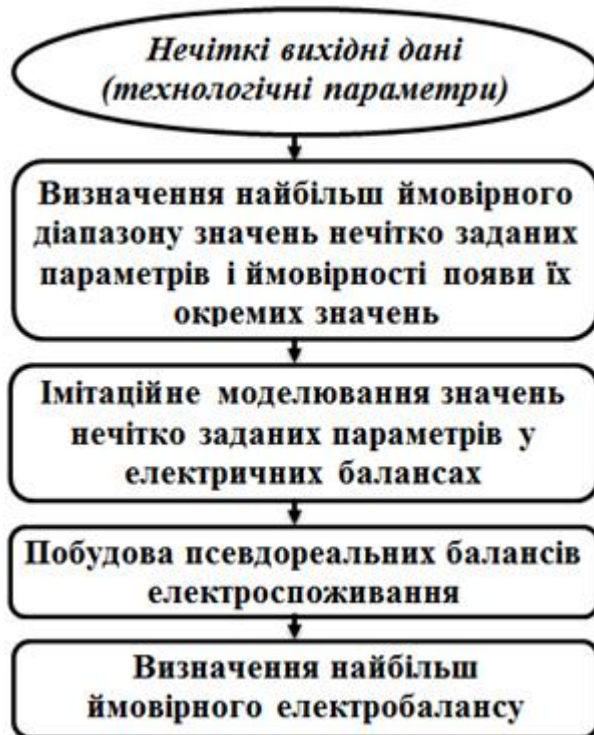 Нечіткі вихідні дані
(технологічні параметри)
Визначення найбільш ймовірного
діапазону значень нечітко заданих
параметрів і ймовірності появи їх
окремих значень
Імітаційне моделювання значень
нечітко заданих параметрів у
електричних балансах
Побудова псевдореальних балансів
електроспоживання
Визначення найбільш
ймовірного електробалансу